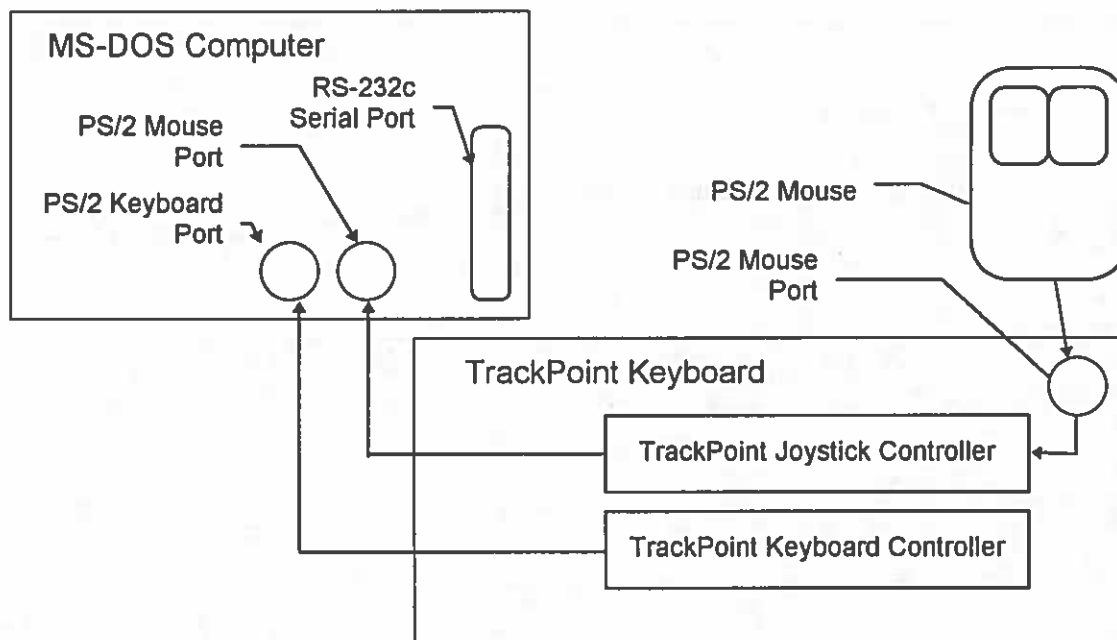 MS-DOS Computer
RS-232c
Serial Port
PS/2 Mouse
Port
PS/2 Keyboard
Port
PS/2 Mouse
PS/2 Mouse
Port
TrackPoint Keyboard
TrackPoint Joystick Controller
TrackPoint Keyboard Controller